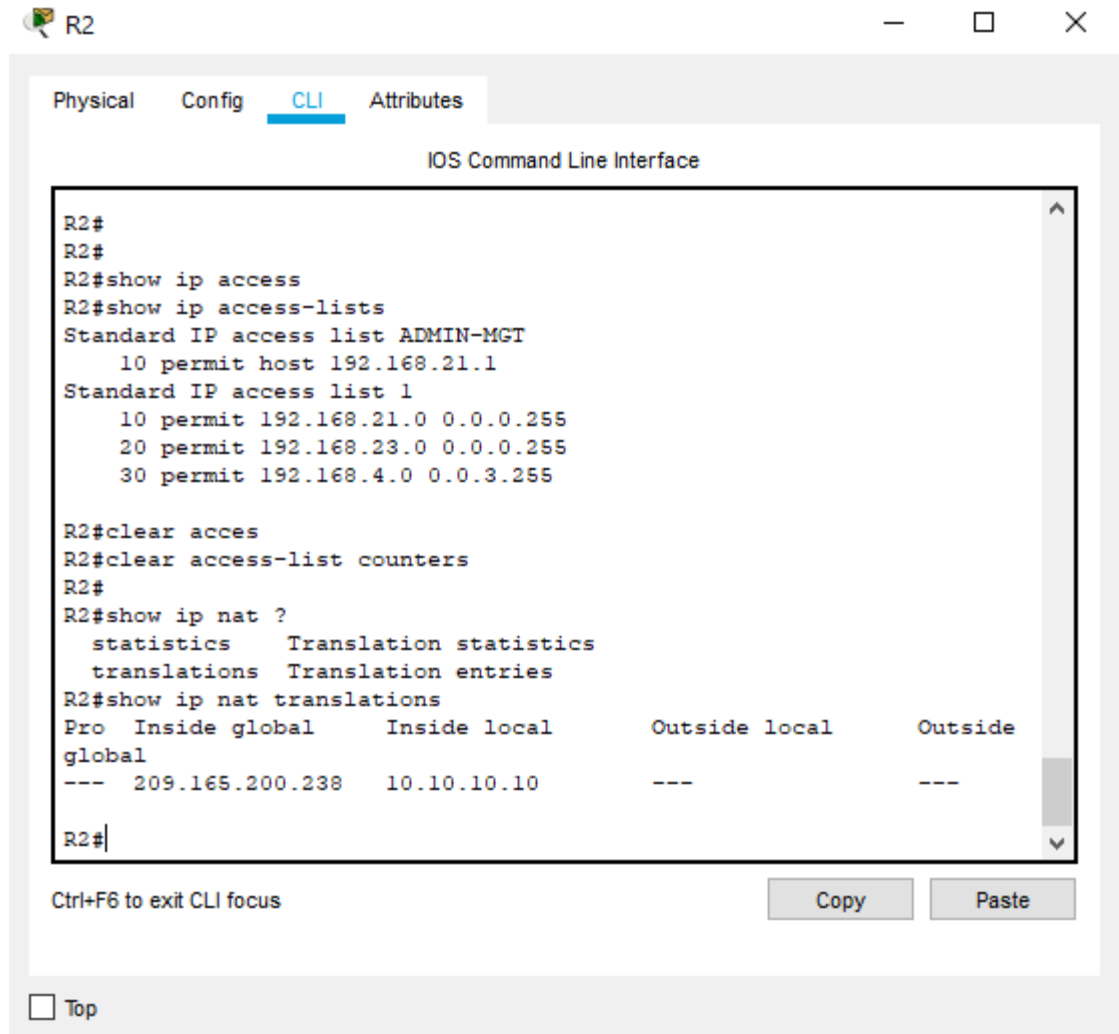 R2
Physical Config CLI Attributes
IOS Command Line Interface
R2#
R2#
R2#show ip access
R2#show ip access-lists
Standard IP access list ADMIN-MGT
    10 permit host 192.168.21.1
Standard IP access list 1
    10 permit 192.168.21.0 0.0.0.255
    20 permit 192.168.23.0 0.0.0.255
    30 permit 192.168.4.0 0.0.3.255
R2#clear acces
R2#clear access-list counters
R2#
R2#show ip nat ?
  statistics    Translation statistics
  translations  Translation entries
R2#show ip nat translations
Pro  Inside global     Inside local       Outside local      Outside
global
---  209.165.200.238   10.10.10.10        ---                ---
R2#
Ctrl+F6 to exit CLI focus Copy Paste
Top